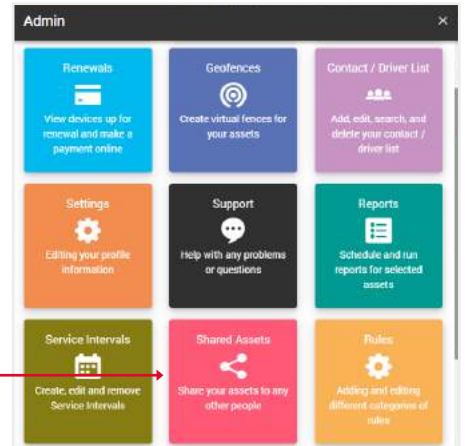 Admin ×
Renewals
View devices up for
renewal and make a
payment online
Geofences
Create virtual fences for
your assets
Contact / Driver List
Add, edit, search, and
delete your contact /
driver list
Settings
Editing your profile
information
Support
Help with any problems
or questions
Reports
Schedule and run
reports for selected
assets
Service Intervals
Create, edit and remove
Service Intervals
Shared Assets
Share your assets to any
other people
Rules
Adding and editing
different categories of
rules